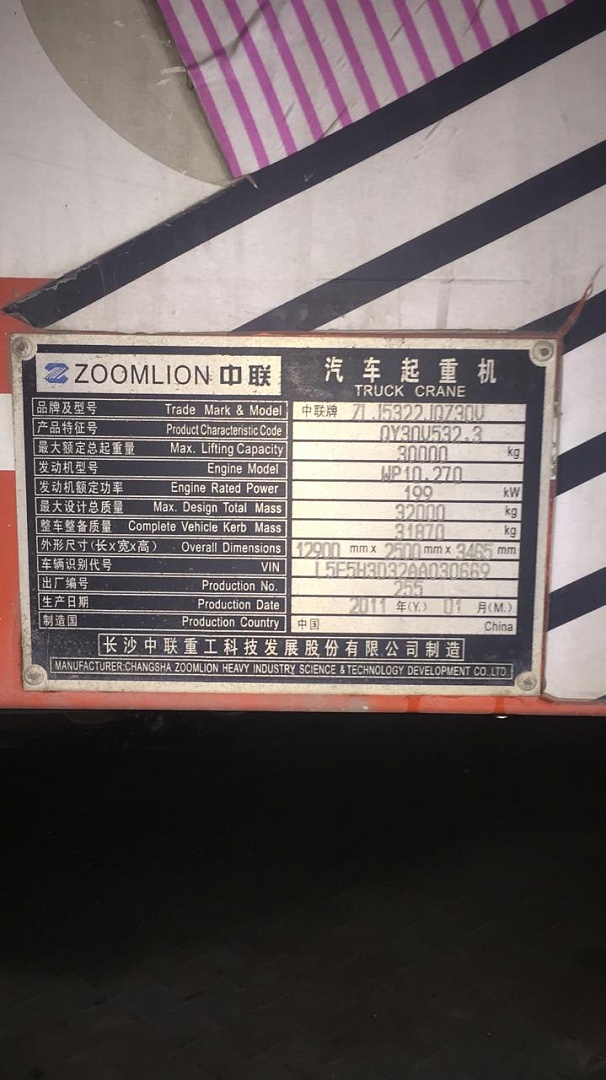 ZOOMLION 中联 汽车起重机
TRUCK CRANE
品牌及型号 Trade Mark & Model 中联牌 ZLJ5322JQZ30V
产品特征号 Product Characteristic Code QY30V532.3
最大额定总起重量 Max. Lifting Capacity 30000 kg
发动机型号 Engine Model WP10.270
发动机额定功率 Engine Rated Power 199 kW
最大设计总质量 Max. Design Total Mass 32000 kg
整车整备质量 Complete Vehicle Kerb Mass 31870 kg
外形尺寸(长X宽X高) Overall Dimensions 12900 mm x 2500 mm x 3465 mm
车辆识别代号 VIN L5E5H3D32AA030669
出厂编号 Production No. 255
生产日期 Production Date 2011 年(Y.) 01 月(M.)
制造国 Production Country 中国 China
长沙中联重工科技发展股份有限公司制造
MANUFACTURER:CHANGSHA ZOOMLION HEAVY INDUSTRY SCIENCE & TECHNOLOGY DEVELOPMENT CO.,LTD.